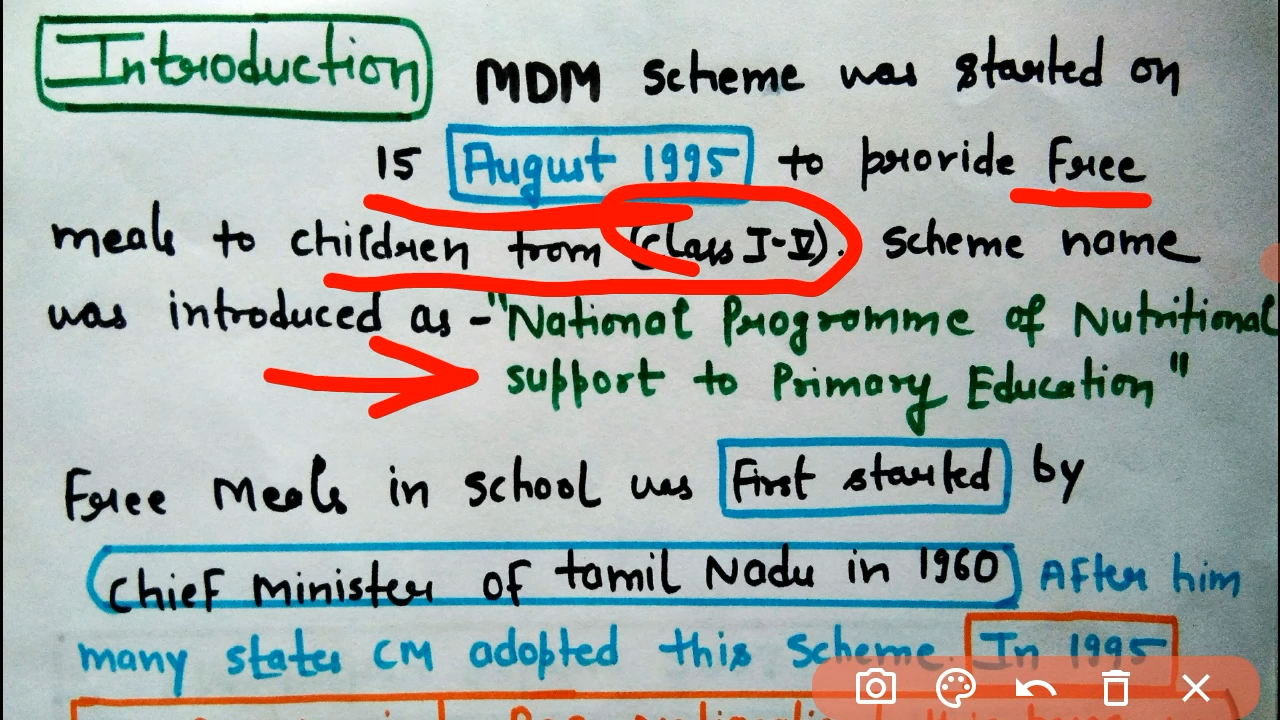 Introduction MDM scheme was started on
15 August 1995 to provide Free
meals to children from (class I-V). scheme name
was introduced as - "National Programme of Nutritional
support to Primary Education"
Free Meals in school was First started by
Chief Minister of tamil Nadu in 1960 After him
many states CM adopted this scheme. In 1995